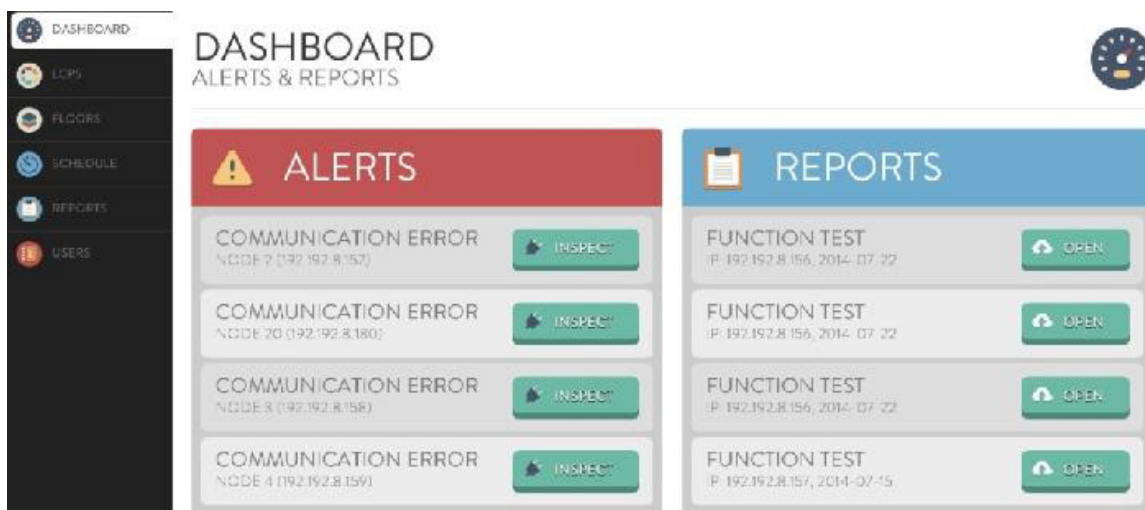 DASHBOARD
LCPS
FLOORS
SCHEDULE
REPORTS
USERS
DASHBOARD
ALERTS & REPORTS
ALERTS
COMMUNICATION ERROR
NODE 2 (192.192.8.157)
INSPECT
COMMUNICATION ERROR
NODE 20 (192.192.8.180)
INSPECT
COMMUNICATION ERROR
NODE 3 (192.192.8.158)
INSPECT
COMMUNICATION ERROR
NODE 4 (192.192.8.159)
INSPECT
REPORTS
FUNCTION TEST
IP: 192.192.8.156, 2014-07-22
OPEN
FUNCTION TEST
IP: 192.192.8.156, 2014-07-22
OPEN
FUNCTION TEST
IP: 192.192.8.156, 2014-07-22
OPEN
FUNCTION TEST
IP: 192.192.8.157, 2014-07-15
OPEN